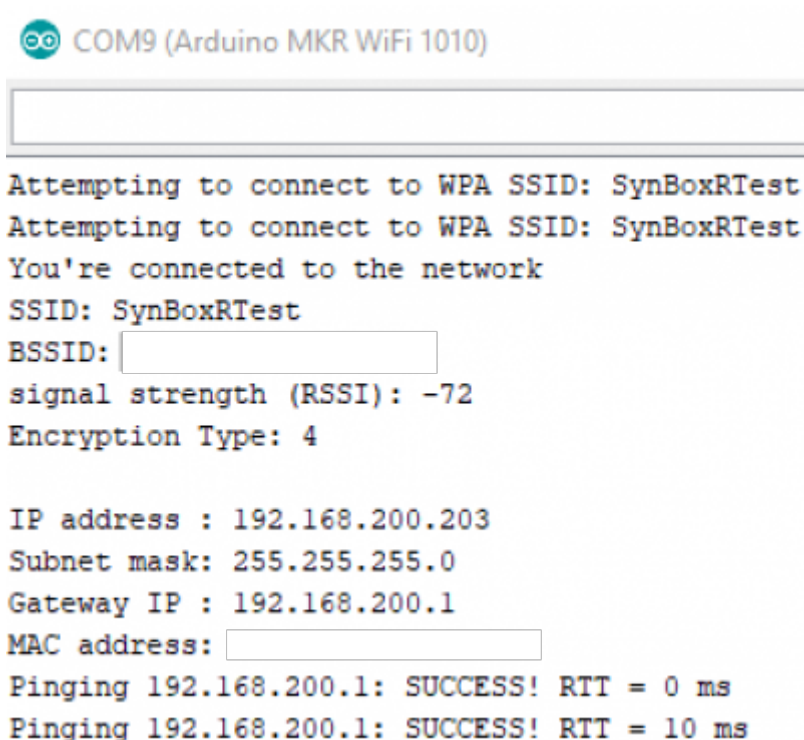 COM9 (Arduino MKR WiFi 1010)
Attempting to connect to WPA SSID: SynBoxRTest
Attempting to connect to WPA SSID: SynBoxRTest
You're connected to the network
SSID: SynBoxRTest
BSSID:
signal strength (RSSI): -72
Encryption Type: 4
IP address : 192.168.200.203
Subnet mask: 255.255.255.0
Gateway IP : 192.168.200.1
MAC address:
Pinging 192.168.200.1: SUCCESS! RTT = 0 ms
Pinging 192.168.200.1: SUCCESS! RTT = 10 ms